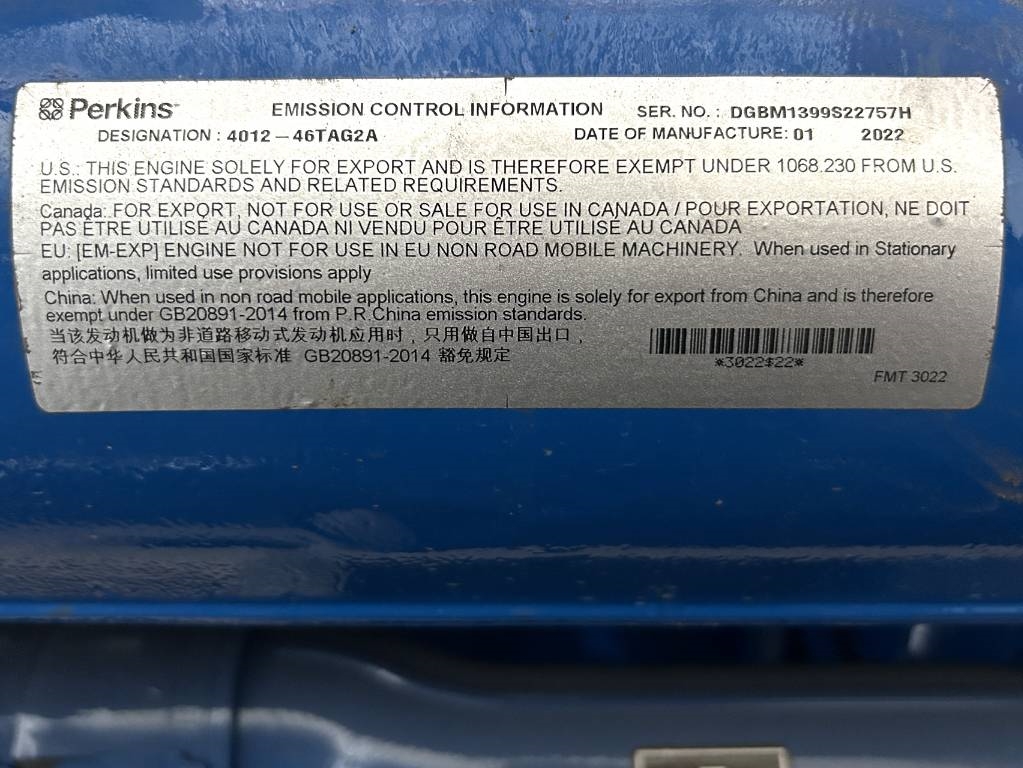 Perkins EMISSION CONTROL INFORMATION SER. NO. : DGBM1399S22757H
DESIGNATION : 4012-46TAG2A DATE OF MANUFACTURE: 01 2022
U.S.: THIS ENGINE SOLELY FOR EXPORT AND IS THEREFORE EXEMPT UNDER 1068.230 FROM U.S.
EMISSION STANDARDS AND RELATED REQUIREMENTS.
Canada: FOR EXPORT, NOT FOR USE OR SALE FOR USE IN CANADA / POUR EXPORTATION, NE DOIT
PAS ÊTRE UTILISÉ AU CANADA NI VENDU POUR ÊTRE UTILISÉ AU CANADA
EU: [EM-EXP] ENGINE NOT FOR USE IN EU NON ROAD MOBILE MACHINERY. When used in Stationary
applications, limited use provisions apply
China: When used in non road mobile applications, this engine is solely for export from China and is therefore
exempt under GB20891-2014 from P.R.China emission standards.
当该发动机做为非道路移动式发动机应用时，只用做自中国出口，
符合中华人民共和国国家标准 GB20891-2014 豁免规定
*3022$22*
FMT 3022